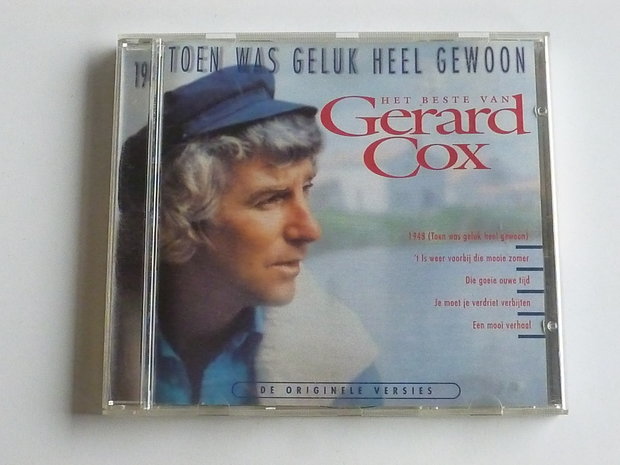 TOEN WAS GELUK HEEL GEWOON
HET BESTE VAN
Gerard
Cox
1948 (Toen was geluk heel gewoon)
't Is weer voorbij die mooie zomer
Die goeie ouwe tijd
Je moet je verdriet verbijten
Een mooi verhaal
DE ORIGINELE VERSIES